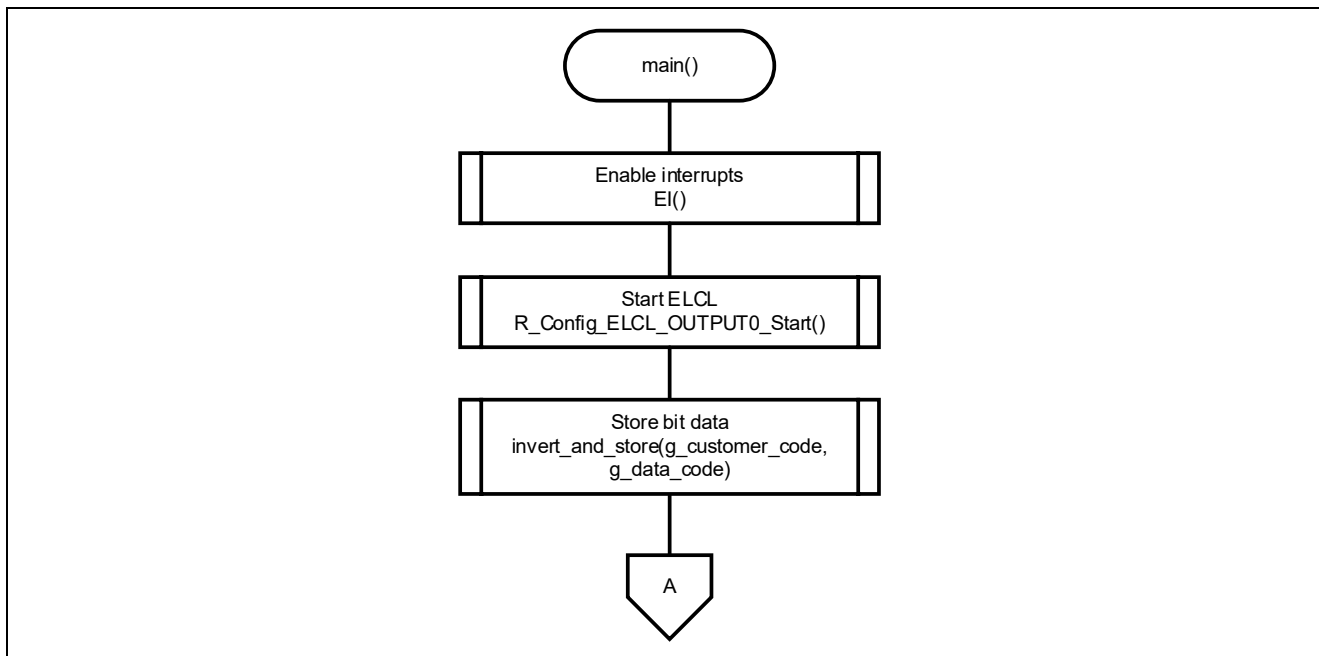 main()
Enable interrupts
EI()
Start ELCL
R_Config_ELCL_OUTPUT0_Start()
Store bit data
invert_and_store(g_customer_code,
g_data_code)
A